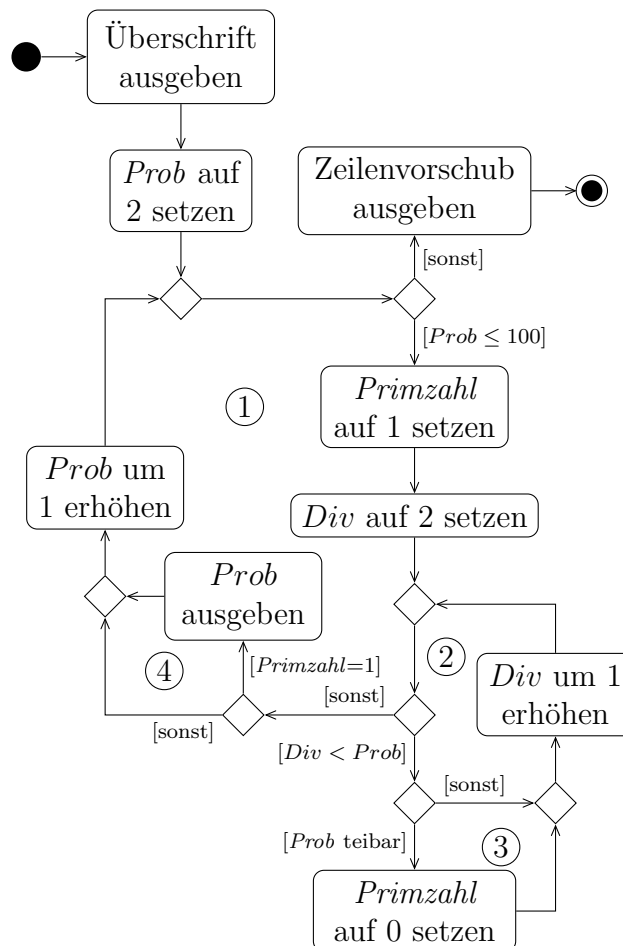 Überschrift
ausgeben
Prob auf
2 setzen
Zeilenvorschub
ausgeben
[sonst]
[Prob ≤ 100]
Primzahl
auf 1 setzen
1
Prob um
1 erhöhen
Div auf 2 setzen
Prob
ausgeben
2
4
[Primzahl=1]
Div um 1
erhöhen
[sonst]
[sonst]
[Div < Prob]
[sonst]
[Prob teibar]
3
Primzahl
auf 0 setzen